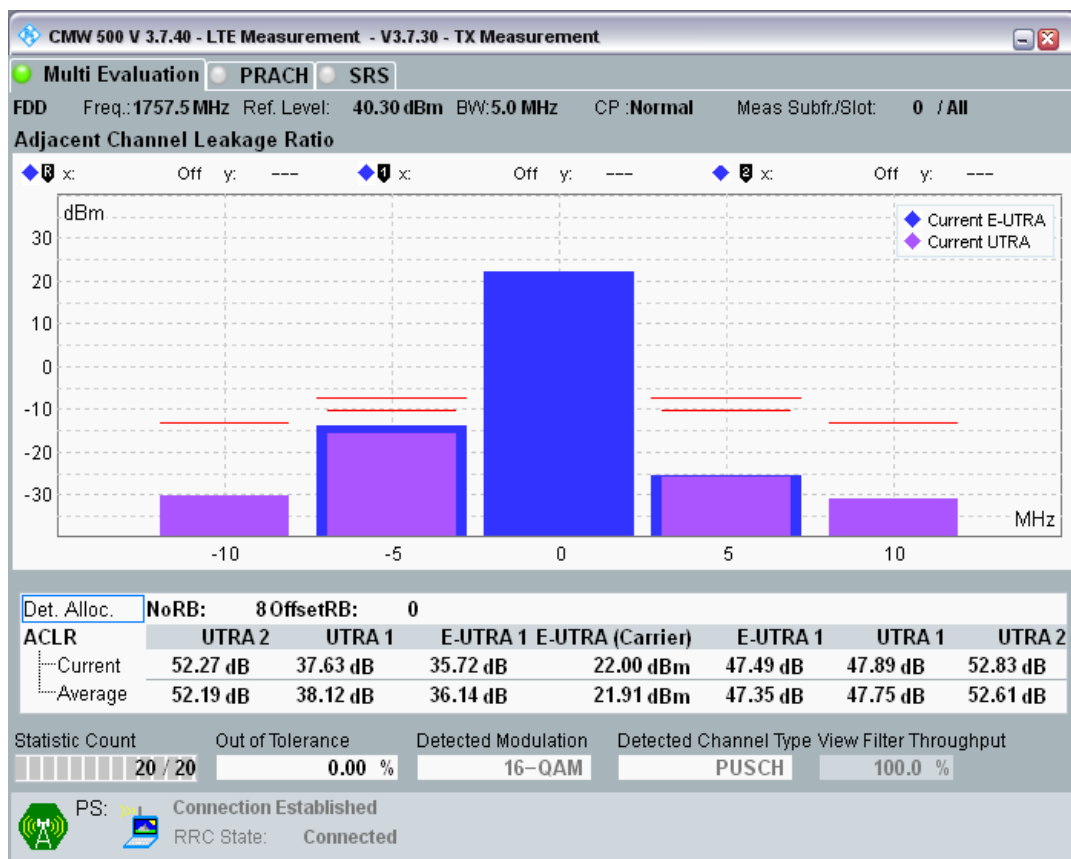 CMW 500 V 3.7.40 - LTE Measurement - V3.7.30 - TX Measurement
Multi Evaluation PRACH SRS
FDD Freq.: 1757.5 MHz Ref. Level: 40.30 dBm BW: 5.0 MHz CP : Normal Meas Subfr./Slot: 0 / All
Adjacent Channel Leakage Ratio
R x: Off y: --- 1 x: Off y: --- 2 x: Off y: ---
dBm
Current E-UTRA
Current UTRA
30
20
10
0
-10
-20
-30
MHz
-10 -5 0 5 10
Det. Alloc. NoRB: 8 OffsetRB: 0
ACLR UTRA 2 UTRA 1 E-UTRA 1 E-UTRA (Carrier) E-UTRA 1 UTRA 1 UTRA 2
Current 52.27 dB 37.63 dB 35.72 dB 22.00 dBm 47.49 dB 47.89 dB 52.83 dB
Average 52.19 dB 38.12 dB 36.14 dB 21.91 dBm 47.35 dB 47.75 dB 52.61 dB
Statistic Count Out of Tolerance Detected Modulation Detected Channel Type View Filter Throughput
20 / 20 0.00 % 16-QAM PUSCH 100.0 %
PS: Connection Established
RRC State: Connected